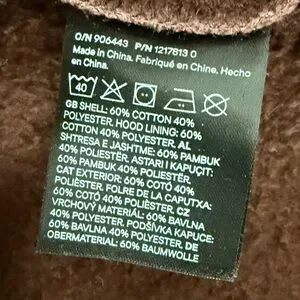 O/N 906443 P/N 1217813 0
Made in China. Fabriqué en Chine. Hecho
en China.
40
GB SHELL: 60% COTTON 40%
POLYESTER. HOOD LINING: 60%
COTTON 40% POLYESTER. AL
SHTRESA E JASHTME: 60% PAMBUK
40% POLIESTËR. ASTARI I KAPUÇIT:
60% PAMBUK 40% POLIESTËR.
CAT EXTERIOR: 60% COTÓ 40%
POLIÈSTER. FOLRE DE LA CAPUTXA:
60% COTÓ 40% POLIÈSTER. CZ
VRCHOVÝ MATERIÁL: 60% BAVLNA
40% POLYESTER. PODŠÍVKA KAPUCE:
60% BAVLNA 40% POLYESTER. DE
OBERMATERIAL: 60% BAUMWOLLE